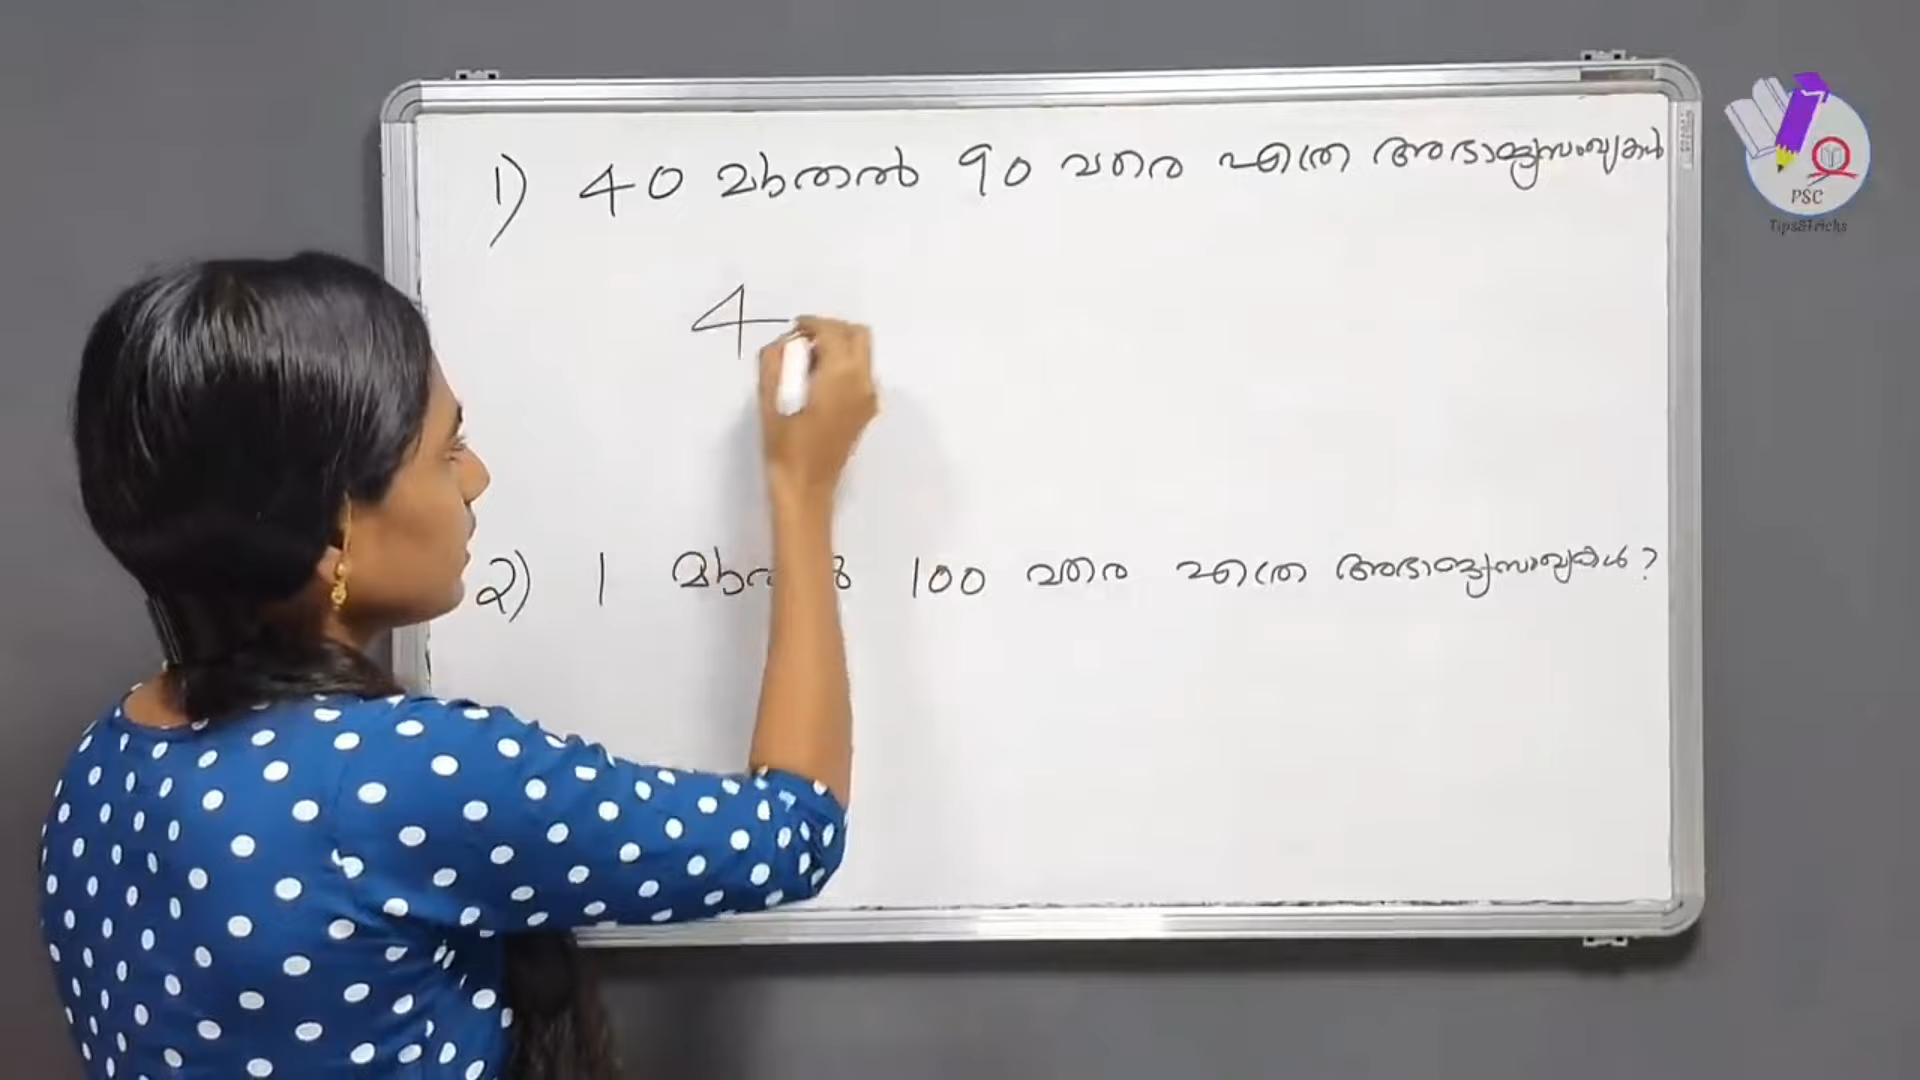 1) 40 മുതൽ 90 വരെ എത്ര അഭാജ്യസംഖ്യകൾ
4
2) 1 മുതൽ 100 വരെ എത്ര അഭാജ്യസംഖ്യകൾ?
PSC
Tips&Tricks